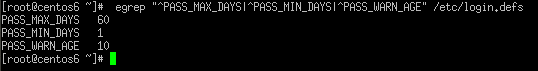 [root@centos6 ~]#  egrep "^PASS_MAX_DAYS|^PASS_MIN_DAYS|^PASS_WARN_AGE" /etc/login.defs
PASS_MAX_DAYS   60
PASS_MIN_DAYS   1
PASS_WARN_AGE   10
[root@centos6 ~]#